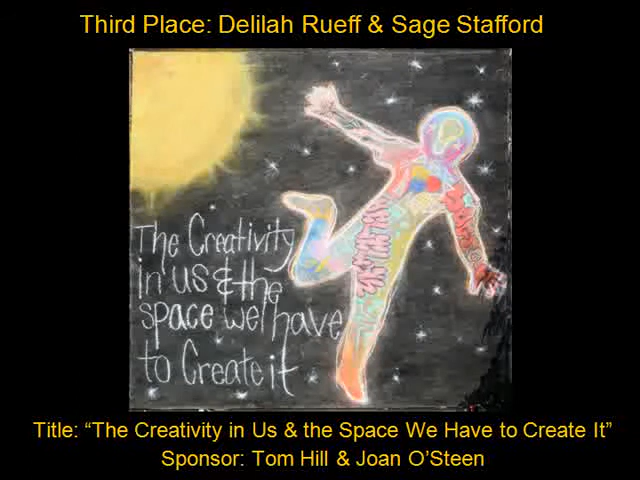 Third Place: Delilah Rueff & Sage Stafford
The Creativity
in us & the
space we have
to Create it
Title: “The Creativity in Us & the Space We Have to Create It”
Sponsor: Tom Hill & Joan O’Steen